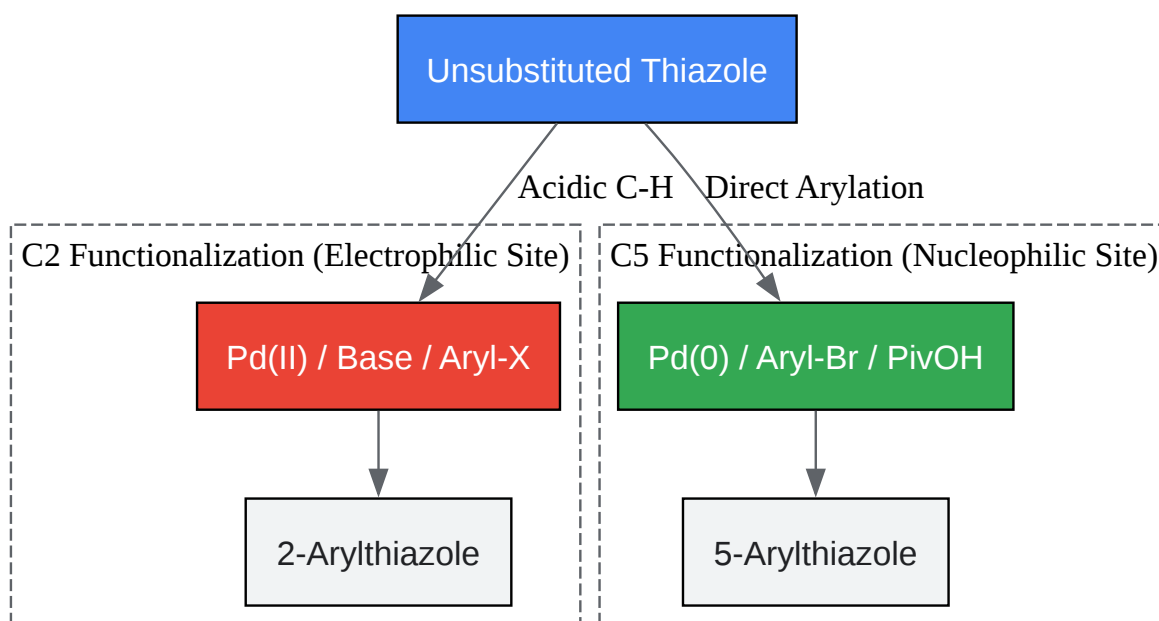 Unsubstituted Thiazole
Acidic C-H
Direct Arylation
C2 Functionalization (Electrophilic Site)
C5 Functionalization (Nucleophilic Site)
Pd(II) / Base / Aryl-X
Pd(0) / Aryl-Br / PivOH
2-Arylthiazole
5-Arylthiazole